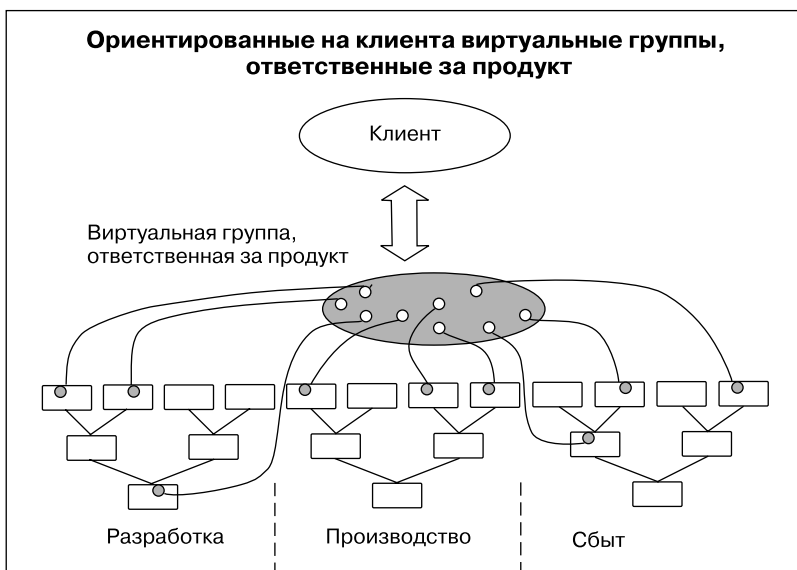 Ориентированные на клиента виртуальные группы,
ответственные за продукт
Клиент
Виртуальная группа,
ответственная за продукт
Разработка
Производство
Сбыт